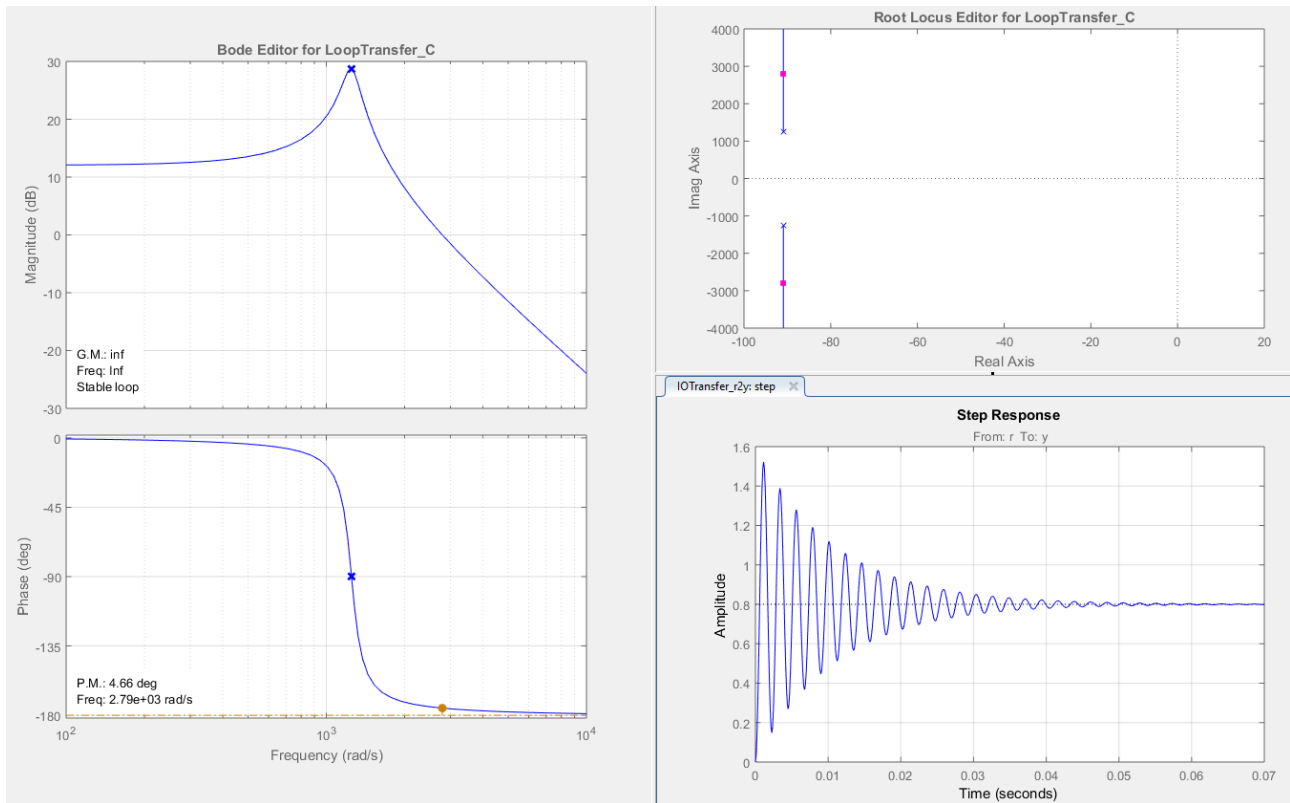 Bode Editor for LoopTransfer_C
30
20
10
0
-10
-20
-30
Magnitude (dB)
G.M.: inf
Freq: Inf
Stable loop
0
-45
-90
-135
-180
Phase (deg)
P.M.: 4.66 deg
Freq: 2.79e+03 rad/s
10^2
10^3
10^4
Frequency (rad/s)
Root Locus Editor for LoopTransfer_C
4000
3000
2000
1000
0
-1000
-2000
-3000
-4000
Imag Axis
-100 -80 -60 -40 -20 0 20
Real Axis
IOTransfer_r2y: step
Step Response
From: r To: y
1.6
1.4
1.2
1
0.8
0.6
0.4
0.2
0
Amplitude
0 0.01 0.02 0.03 0.04 0.05 0.06 0.07
Time (seconds)